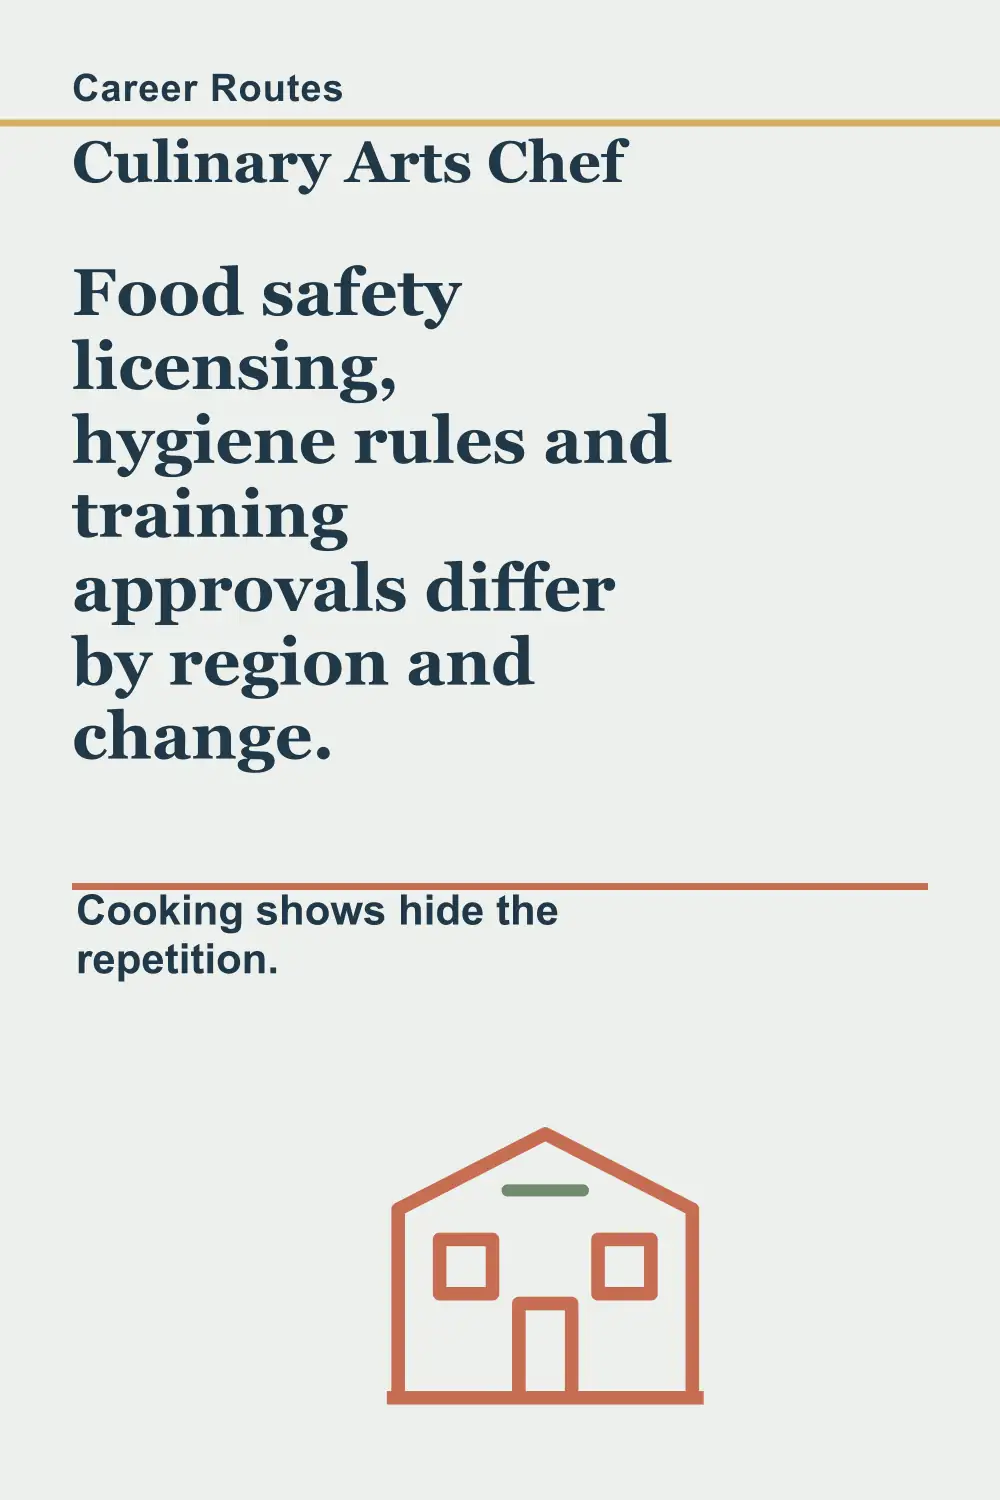 Career Routes
Culinary Arts Chef
Food safety
licensing,
hygiene rules and
training
approvals differ
by region and
change.
Cooking shows hide the
repetition.